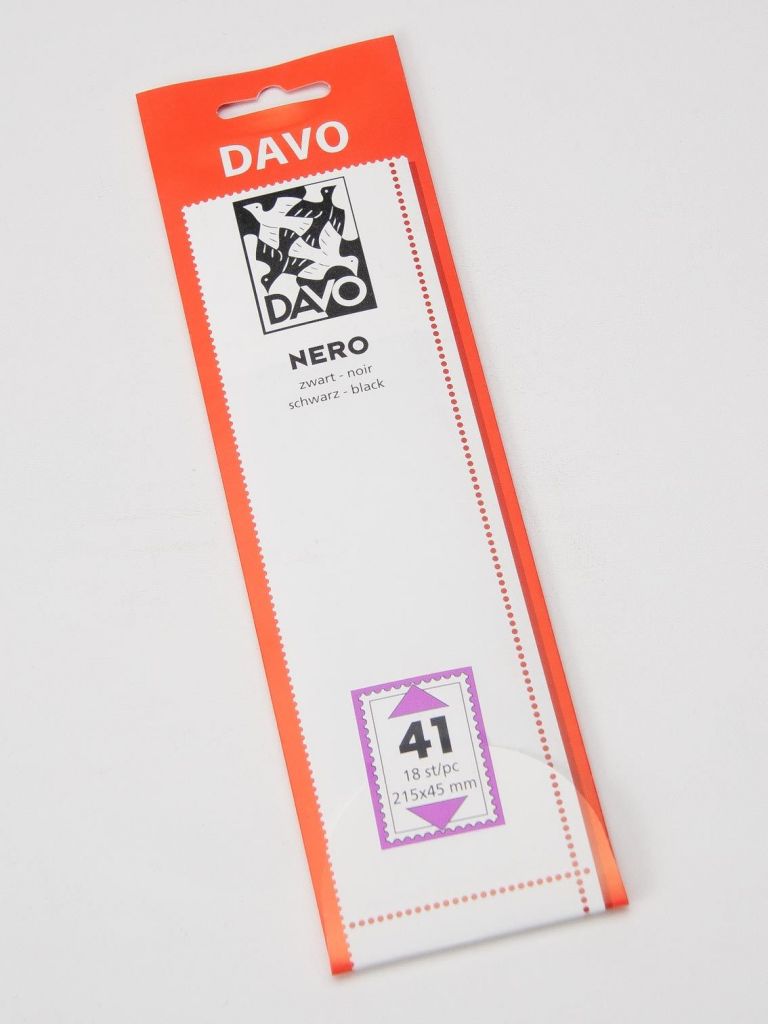 DAVO
DAVO
NERO
zwart - noir
schwarz - black
41
18 st/pc
215x45 mm